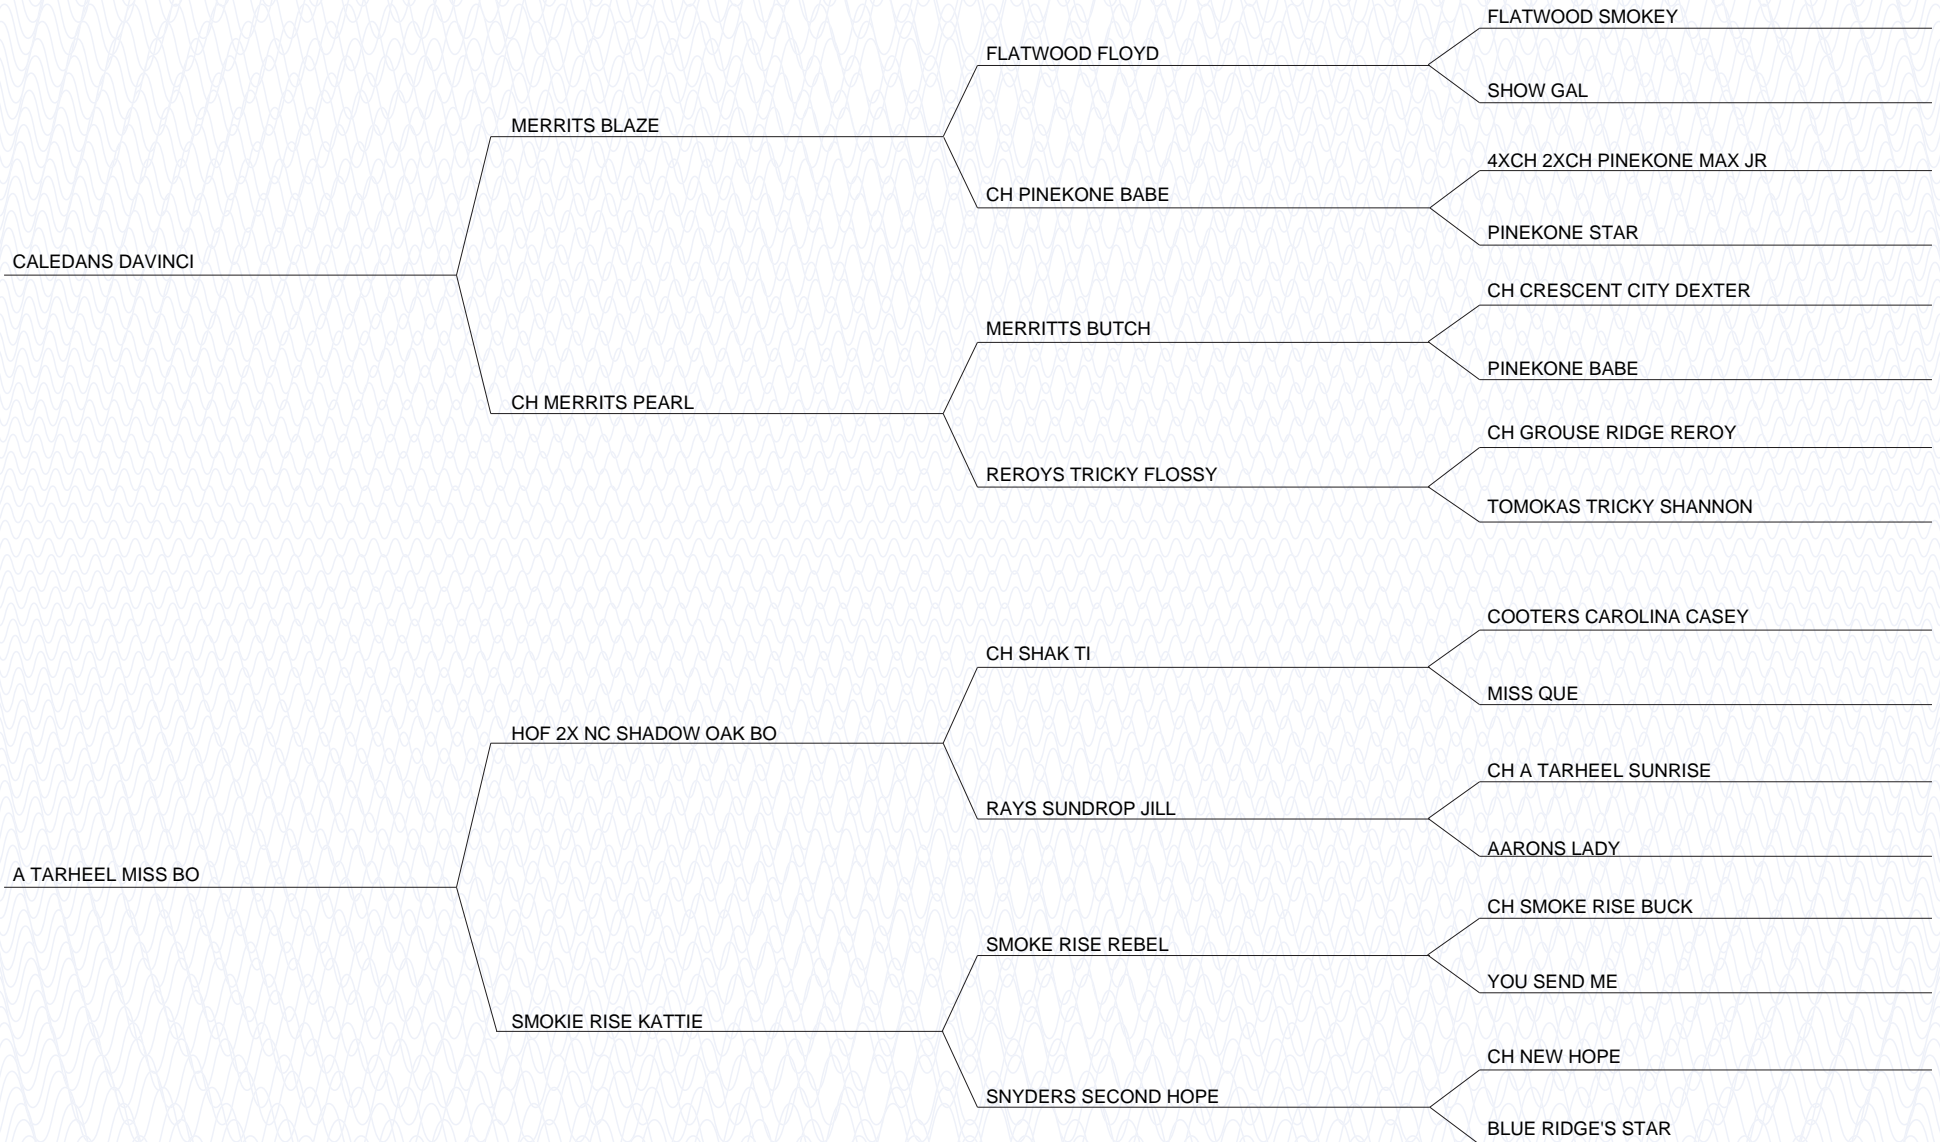 FLATWOOD SMOKEY
FLATWOOD FLOYD
SHOW GAL
MERRITS BLAZE
4XCH 2XCH PINEKONE MAX JR
CH PINEKONE BABE
PINEKONE STAR
CALEDANS DAVINCI
CH CRESCENT CITY DEXTER
MERRITTS BUTCH
PINEKONE BABE
CH MERRITS PEARL
CH GROUSE RIDGE REROY
REROYS TRICKY FLOSSY
TOMOKAS TRICKY SHANNON
COOTERS CAROLINA CASEY
CH SHAK TI
MISS QUE
HOF 2X NC SHADOW OAK BO
CH A TARHEEL SUNRISE
RAYS SUNDROP JILL
AARONS LADY
A TARHEEL MISS BO
CH SMOKE RISE BUCK
SMOKE RISE REBEL
YOU SEND ME
SMOKIE RISE KATTIE
CH NEW HOPE
SNYDERS SECOND HOPE
BLUE RIDGE'S STAR